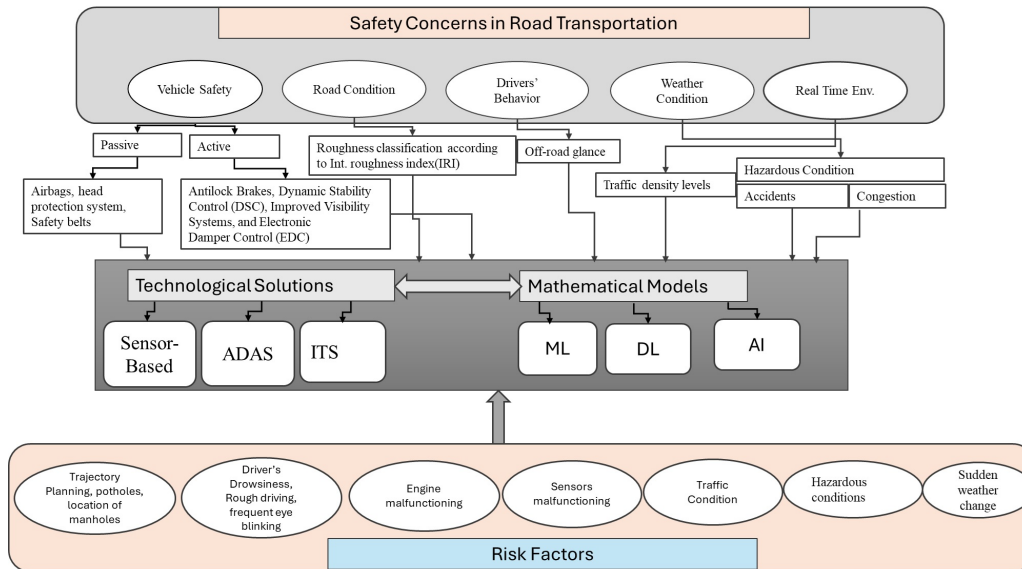 Safety Concerns in Road Transportation
Vehicle Safety
Road Condition
Drivers'
Behavior
Weather
Condition
Real Time Env.
Passive
Active
Roughness classification according
to Int. roughness index(IRI)
Off-road glance
Traffic density levels
Hazardous Condition
Accidents
Congestion
Airbags, head
protection system,
Safety belts
Antilock Brakes, Dynamic Stability
Control (DSC), Improved Visibility
Systems, and Electronic
Damper Control (EDC)
Technological Solutions
Mathematical Models
Sensor-
Based
ADAS
ITS
ML
DL
AI
Trajectory
Planning, potholes,
location of
manholes
Driver's
Drowsiness,
Rough driving,
frequent eye
blinking
Engine
malfunctioning
Sensors
malfunctioning
Traffic
Condition
Hazardous
conditions
Sudden
weather
change
Risk Factors